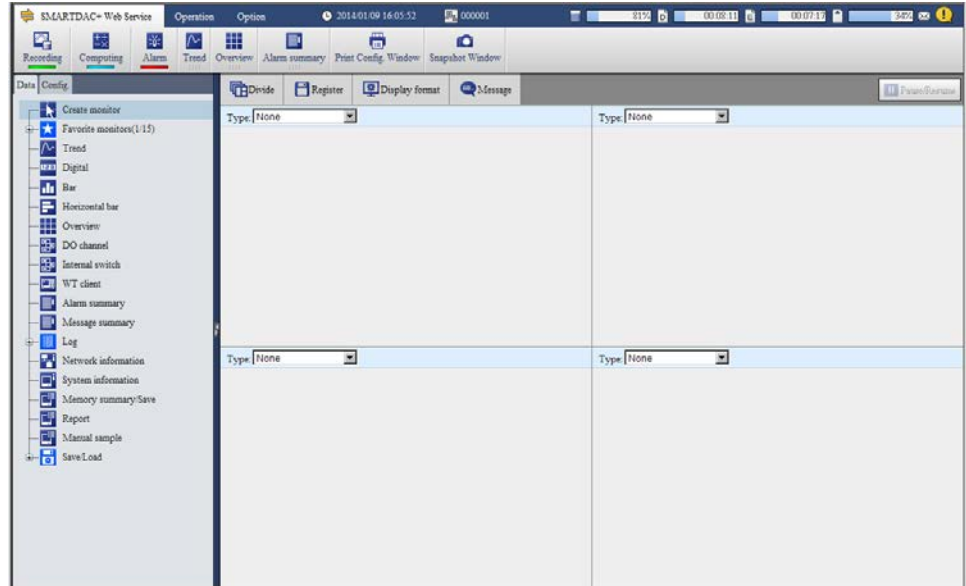 SMARTDAC+ Web Service Operation Option 2014/01/09 16:05:52 000001 81% 00:08:11 00:07:17 34%
Recording Computing Alarm Trend Overview Alarm summary Print Config. Window Snapshot Window
Data Config.
Divide Register Display format Message Pause/Resume
Create monitor
Favorite monitors(1/15)
Trend
Digital
Bar
Horizontal bar
Overview
DO channel
Internal switch
WT client
Alarm summary
Message summary
Log
Network information
System information
Memory summary/Save
Report
Manual sample
Save/Load
Type: None
Type: None
Type: None
Type: None